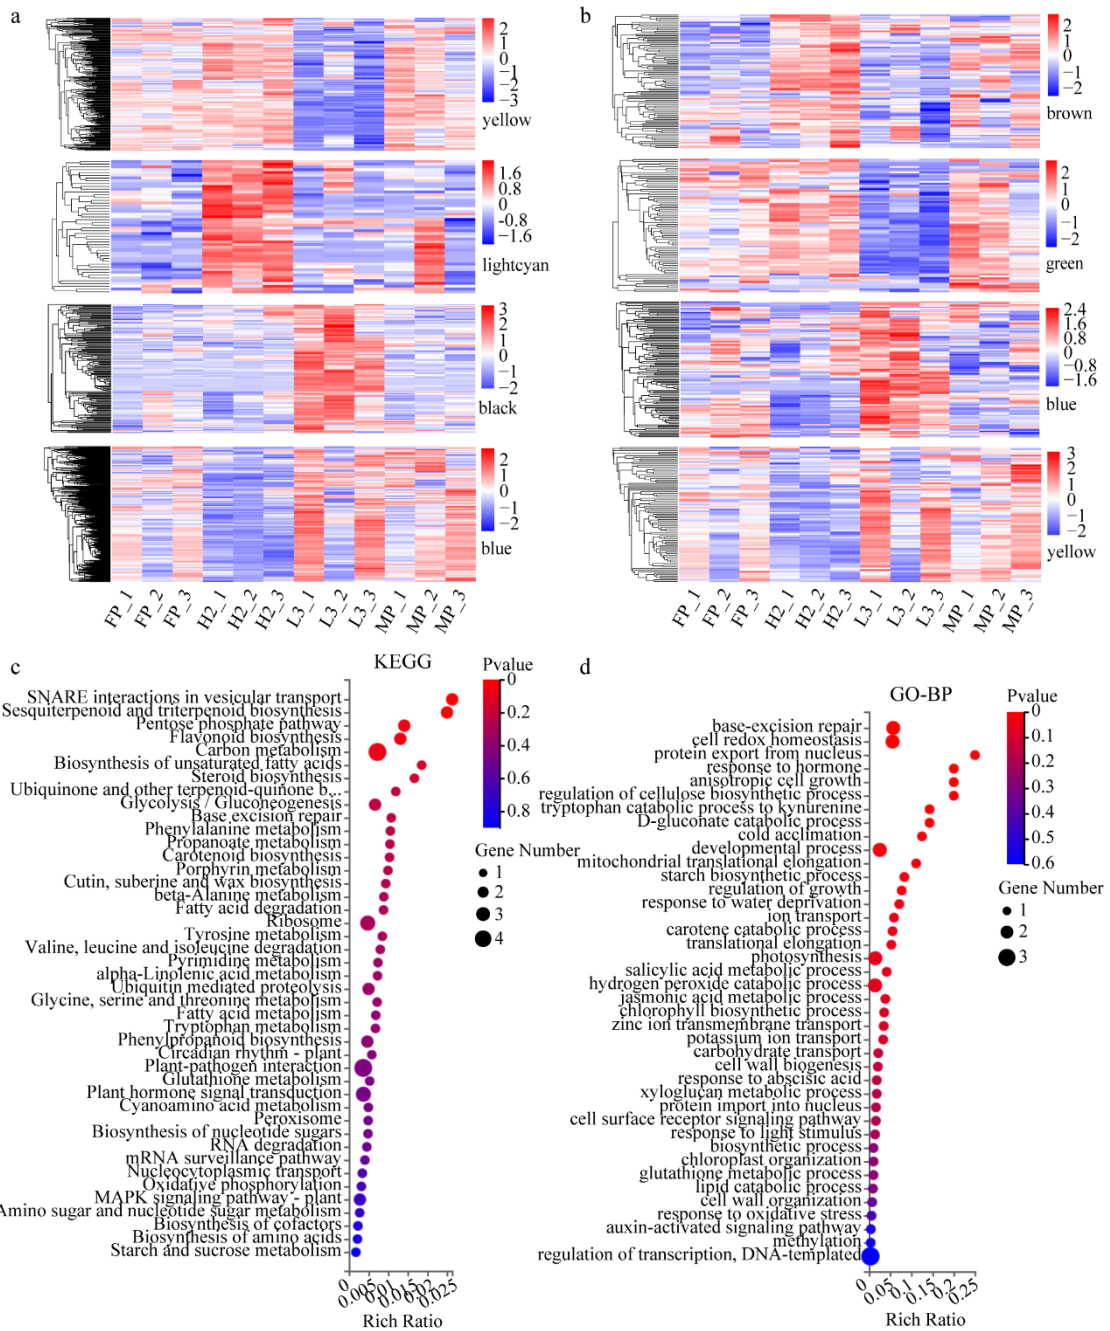 a
2
1
0
−1
−2
−3
yellow
1.6
0.8
0
−0.8
−1.6
lightcyan
3
2
1
0
−1
−2
black
2
1
0
−1
−2
blue
FP_1 FP_2 FP_3 H2_1 H2_2 H2_3 L3_1 L3_2 L3_3 MP_1 MP_2 MP_3
b
2
1
0
−1
−2
brown
2
1
0
−1
−2
green
2.4
1.6
0.8
0
−0.8
−1.6
blue
3
2
1
0
−1
−2
yellow
FP_1 FP_2 FP_3 H2_1 H2_2 H2_3 L3_1 L3_2 L3_3 MP_1 MP_2 MP_3
c
KEGG
SNARE interactions in vesicular transport
Sesquiterpenoid and triterpenoid biosynthesis
Pentose phosphate pathway
Flavonoid biosynthesis
Carbon metabolism
Biosynthesis of unsaturated fatty acids
Steroid biosynthesis
Ubiquinone and other terpenoid-quinone b...
Glycolysis / Gluconeogenesis
Base excision repair
Phenylalanine metabolism
Propanoate metabolism
Carotenoid biosynthesis
Porphyrin metabolism
Cutin, suberine and wax biosynthesis
beta-Alanine metabolism
Fatty acid degradation
Ribosome
Tyrosine metabolism
Valine, leucine and isoleucine degradation
Pyrimidine metabolism
alpha-Linolenic acid metabolism
Ubiquitin mediated proteolysis
Glycine, serine and threonine metabolism
Fatty acid metabolism
Tryptophan metabolism
Phenylpropanoid biosynthesis
Circadian rhythm - plant
Plant-pathogen interaction
Glutathione metabolism
Plant hormone signal transduction
Cyanoamino acid metabolism
Peroxisome
Biosynthesis of nucleotide sugars
RNA degradation
mRNA surveillance pathway
Nucleocytoplasmic transport
Oxidative phosphorylation
MAPK signaling pathway - plant
Amino sugar and nucleotide sugar metabolism
Biosynthesis of cofactors
Biosynthesis of amino acids
Starch and sucrose metabolism
0 0.005 0.01 0.015 0.02 0.025
Rich Ratio
Pvalue
0
0.2
0.4
0.6
0.8
Gene Number
1
2
3
4
d
GO-BP
base-excision repair
cell redox homeostasis
protein export from nucleus
response to hormone
anisotropic cell growth
regulation of cellulose biosynthetic process
tryptophan catabolic process to kynurenine
D-gluconate catabolic process
cold acclimation
developmental process
mitochondrial translational elongation
starch biosynthetic process
regulation of growth
response to water deprivation
ion transport
carotene catabolic process
translational elongation
photosynthesis
salicylic acid metabolic process
hydrogen peroxide catabolic process
jasmonic acid metabolic process
chlorophyll biosynthetic process
zinc ion transmembrane transport
potassium ion transport
carbohydrate transport
cell wall biogenesis
response to abscisic acid
xyloglucan metabolic process
protein import into nucleus
cell surface receptor signaling pathway
response to light stimulus
biosynthetic process
chloroplast organization
glutathione metabolic process
lipid catabolic process
cell wall organization
response to oxidative stress
auxin-activated signaling pathway
methylation
regulation of transcription, DNA-templated
0 0.05 0.1 0.15 0.2 0.25
Rich Ratio
Pvalue
0
0.1
0.2
0.3
0.4
0.5
0.6
Gene Number
1
2
3